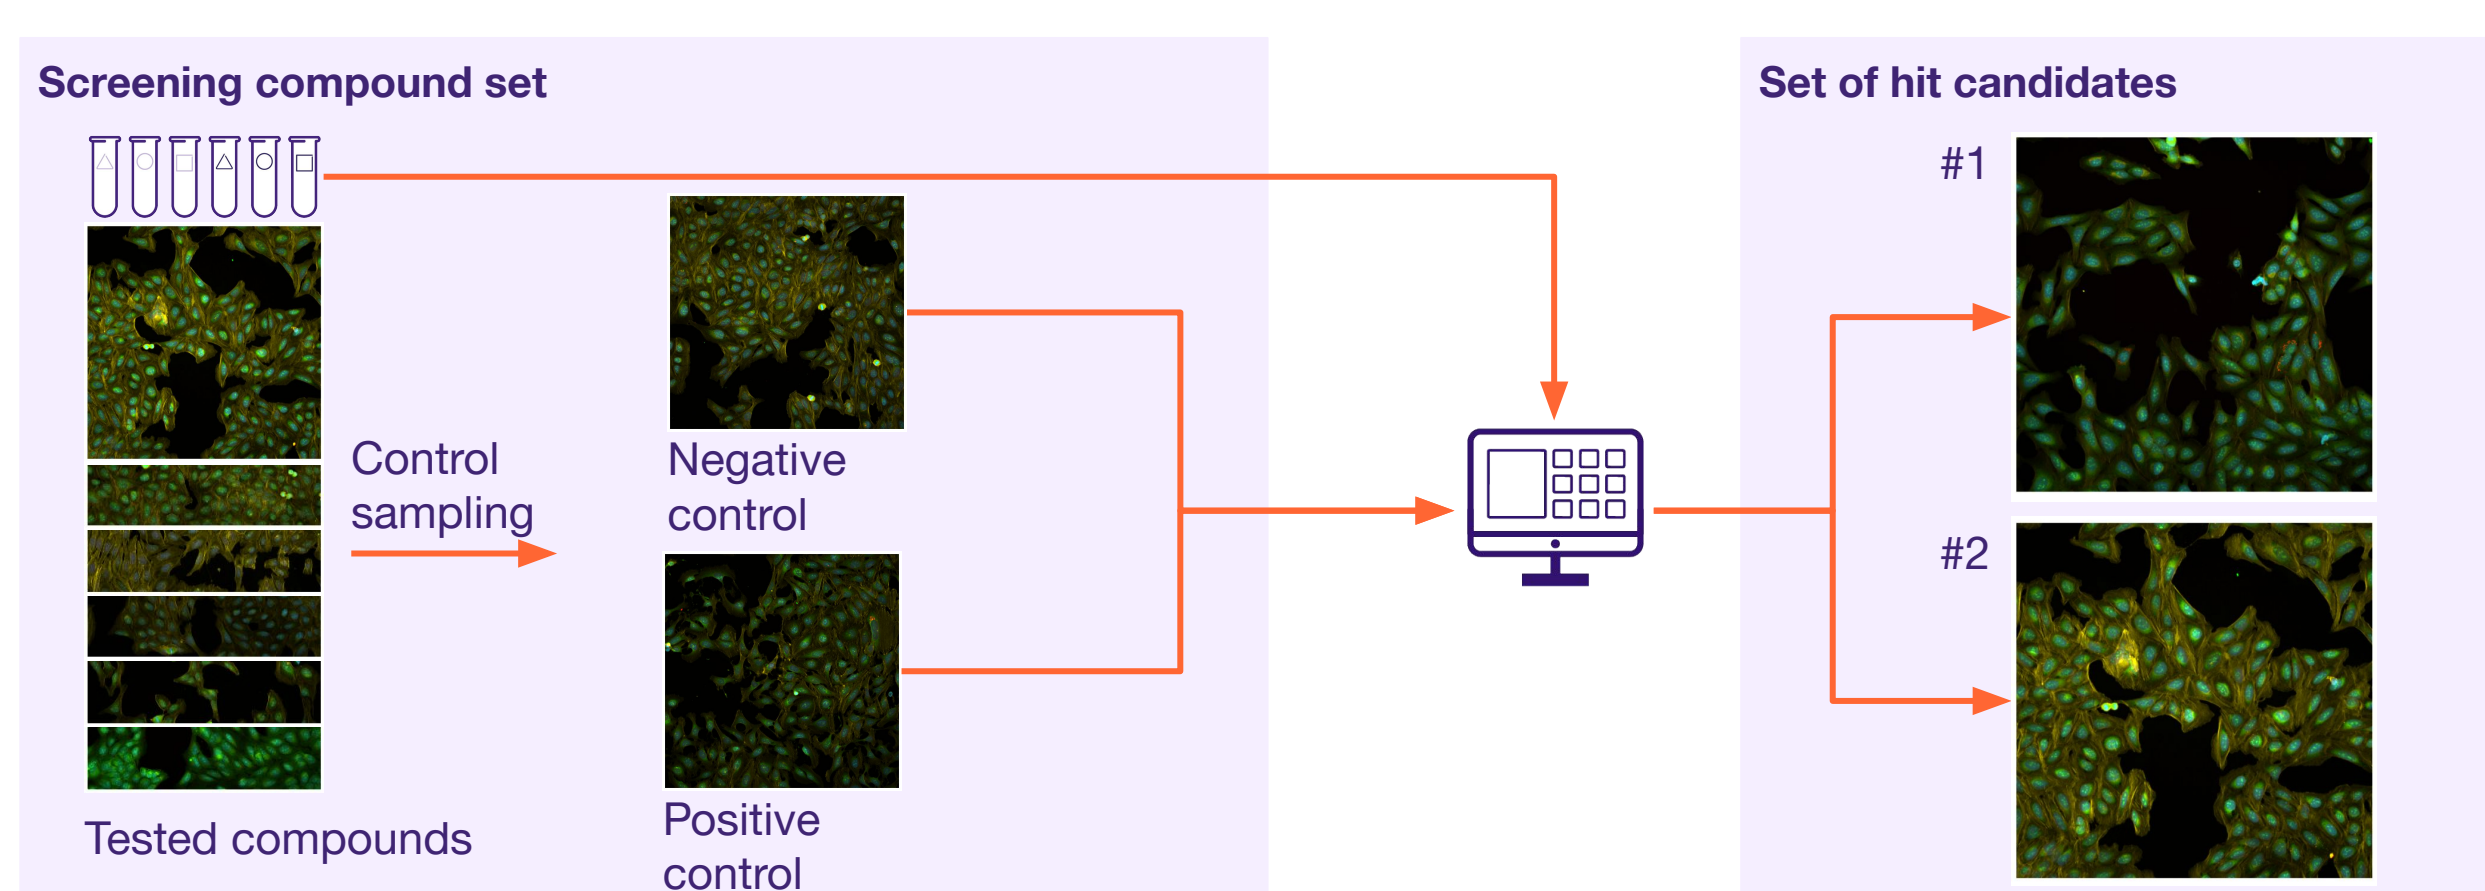 Screening compound set
Control
sampling
Negative
control
Positive
control
Tested compounds
Set of hit candidates
#1
#2